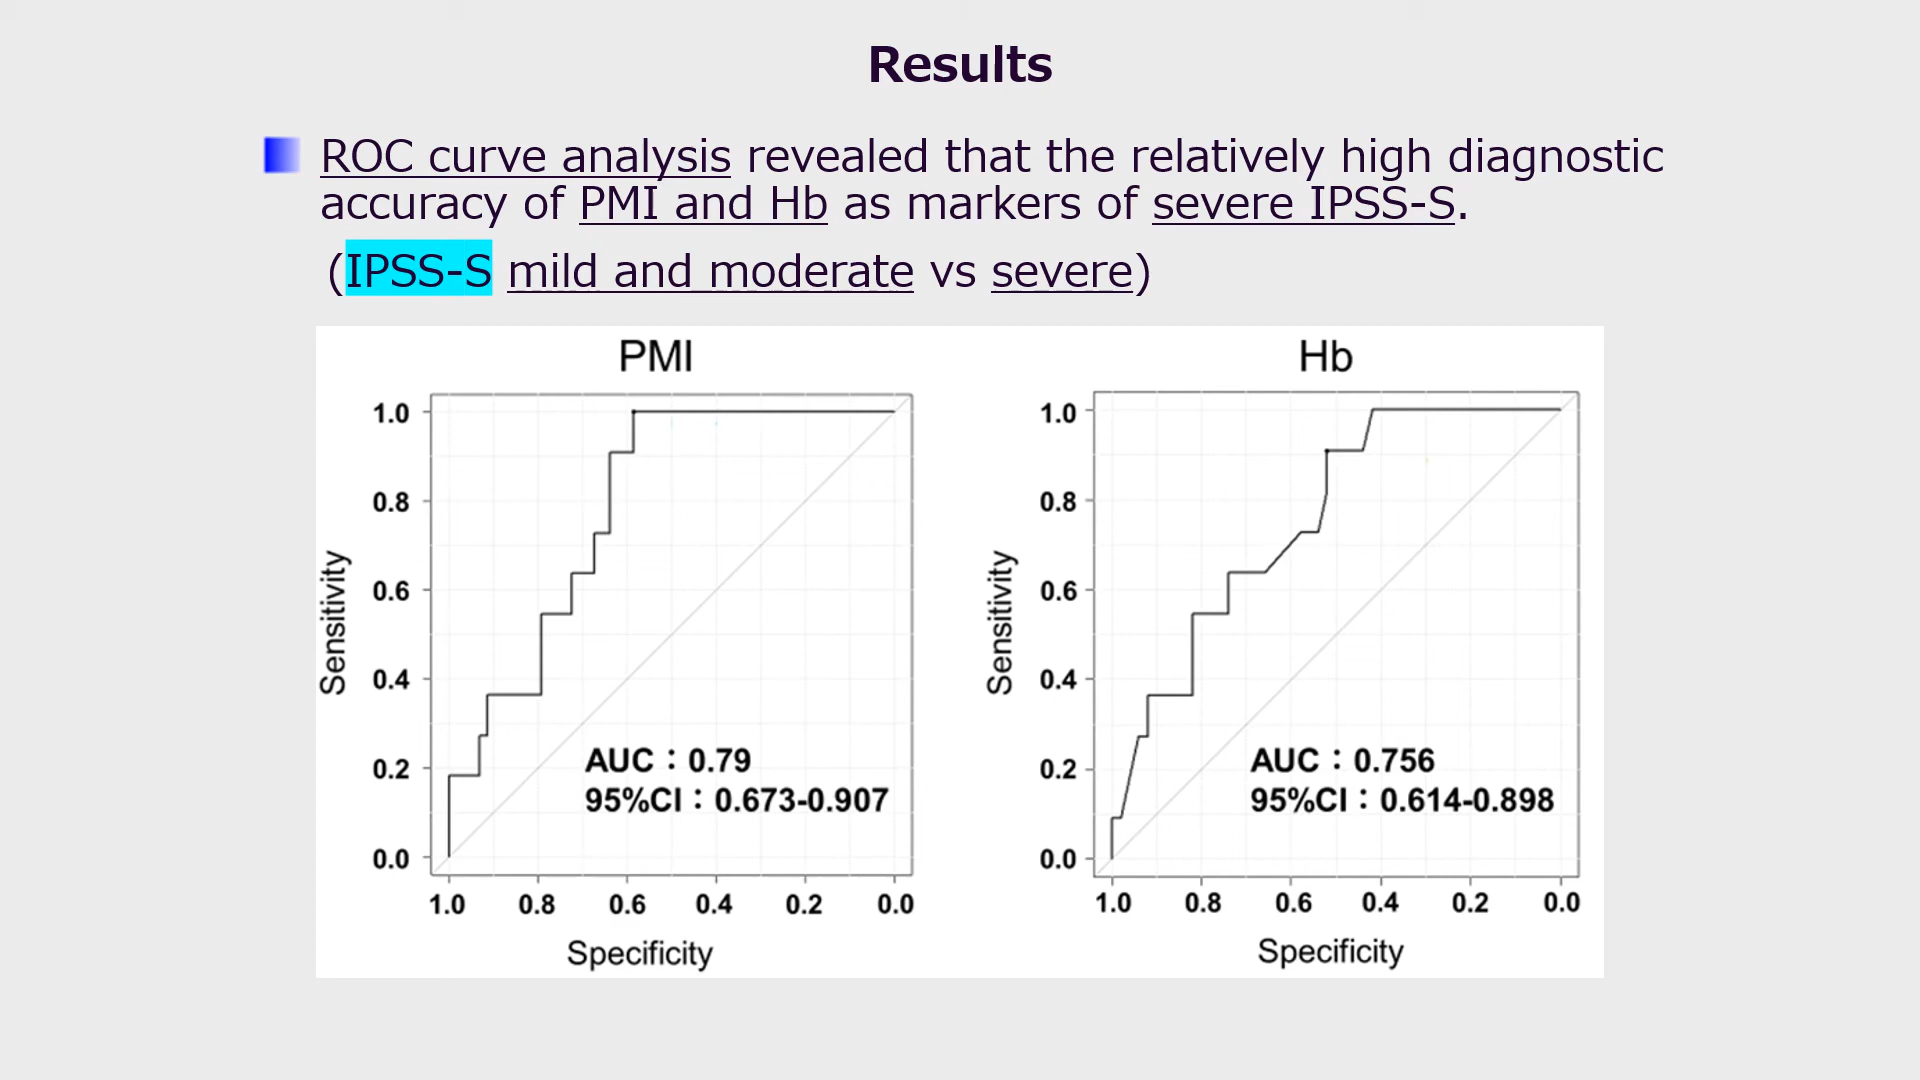 Results
ROC curve analysis revealed that the relatively high diagnostic
accuracy of PMI and Hb as markers of severe IPSS-S.
(IPSS-S mild and moderate vs severe)
PMI
1.0
0.8
0.6
0.4
0.2
0.0
Sensitivity
AUC：0.79
95%CI：0.673-0.907
1.0 0.8 0.6 0.4 0.2 0.0
Specificity
Hb
1.0
0.8
0.6
0.4
0.2
0.0
Sensitivity
AUC：0.756
95%CI：0.614-0.898
1.0 0.8 0.6 0.4 0.2 0.0
Specificity